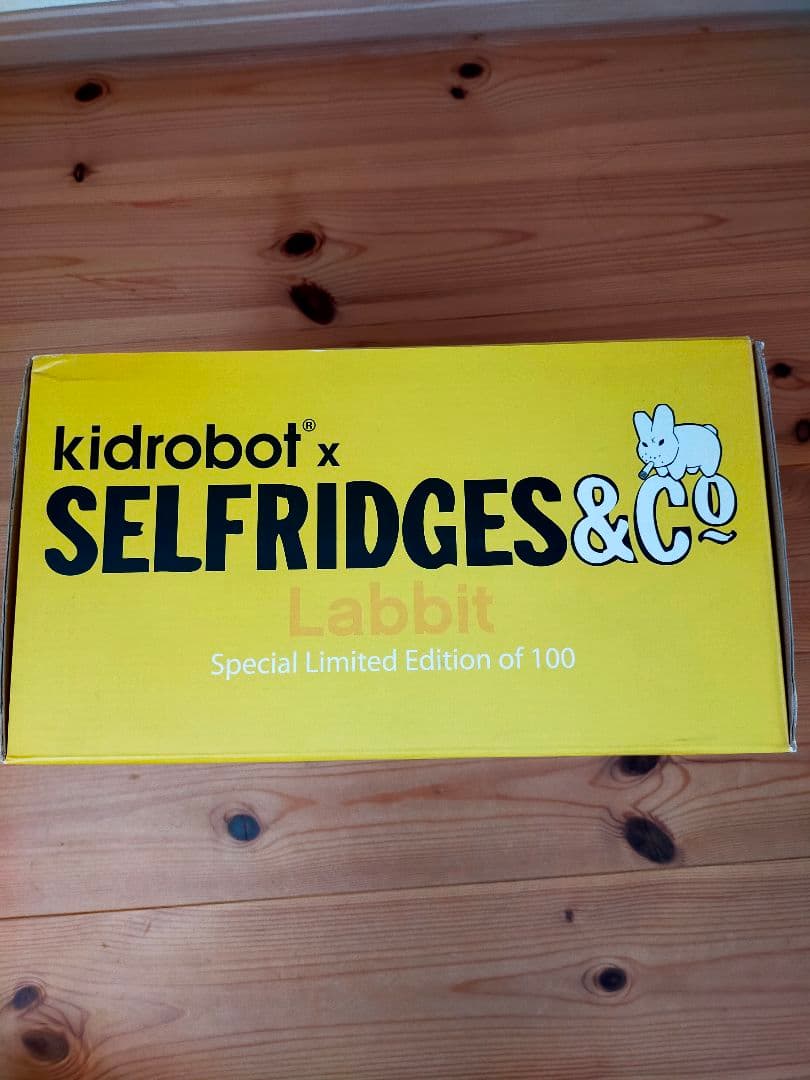 kidrobot® x
SELFRIDGES&Cº
Labbit
Special Limited Edition of 100